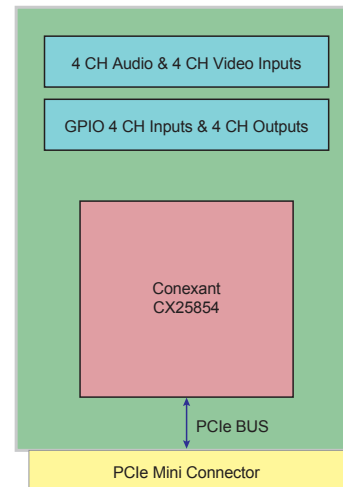 4 CH Audio & 4 CH Video Inputs
GPIO 4 CH Inputs & 4 CH Outputs
Conexant
CX25854
PCIe BUS
PCIe Mini Connector